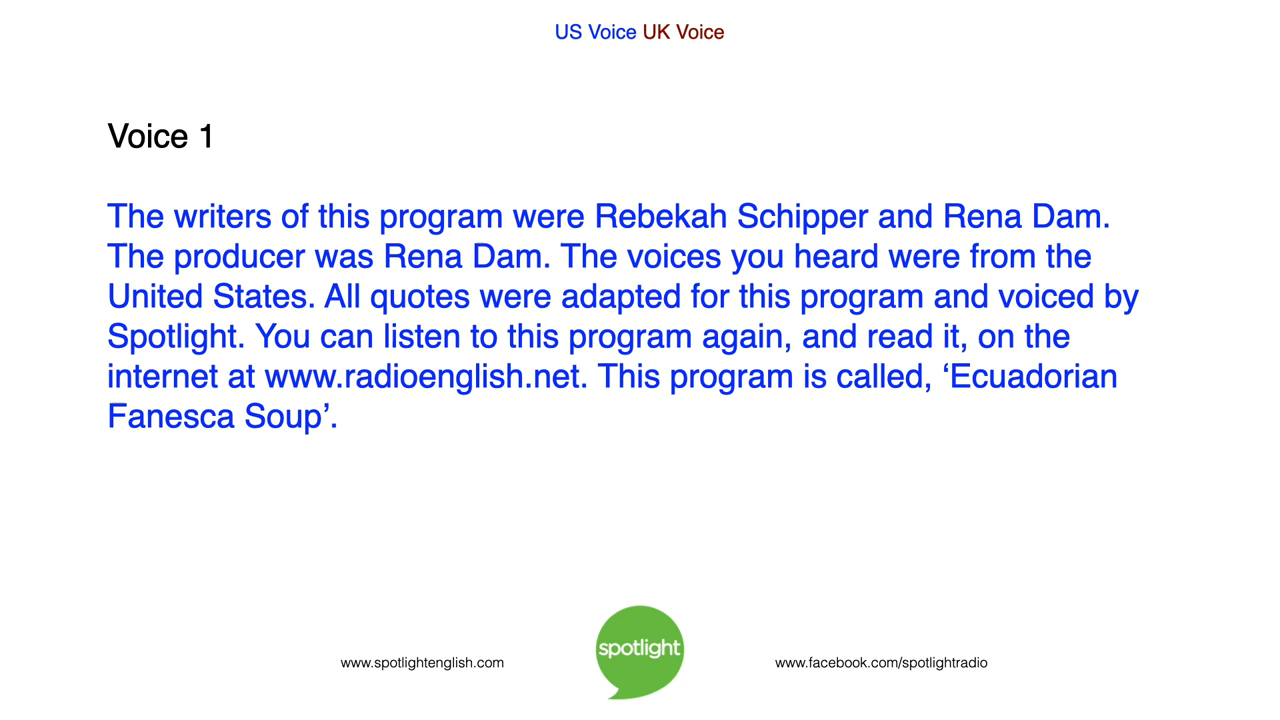 US Voice UK Voice
Voice 1
The writers of this program were Rebekah Schipper and Rena Dam.
The producer was Rena Dam. The voices you heard were from the
United States. All quotes were adapted for this program and voiced by
Spotlight. You can listen to this program again, and read it, on the
internet at www.radioenglish.net. This program is called, ‘Ecuadorian
Fanesca Soup’.
www.spotlightenglish.com
spotlight
www.facebook.com/spotlightradio